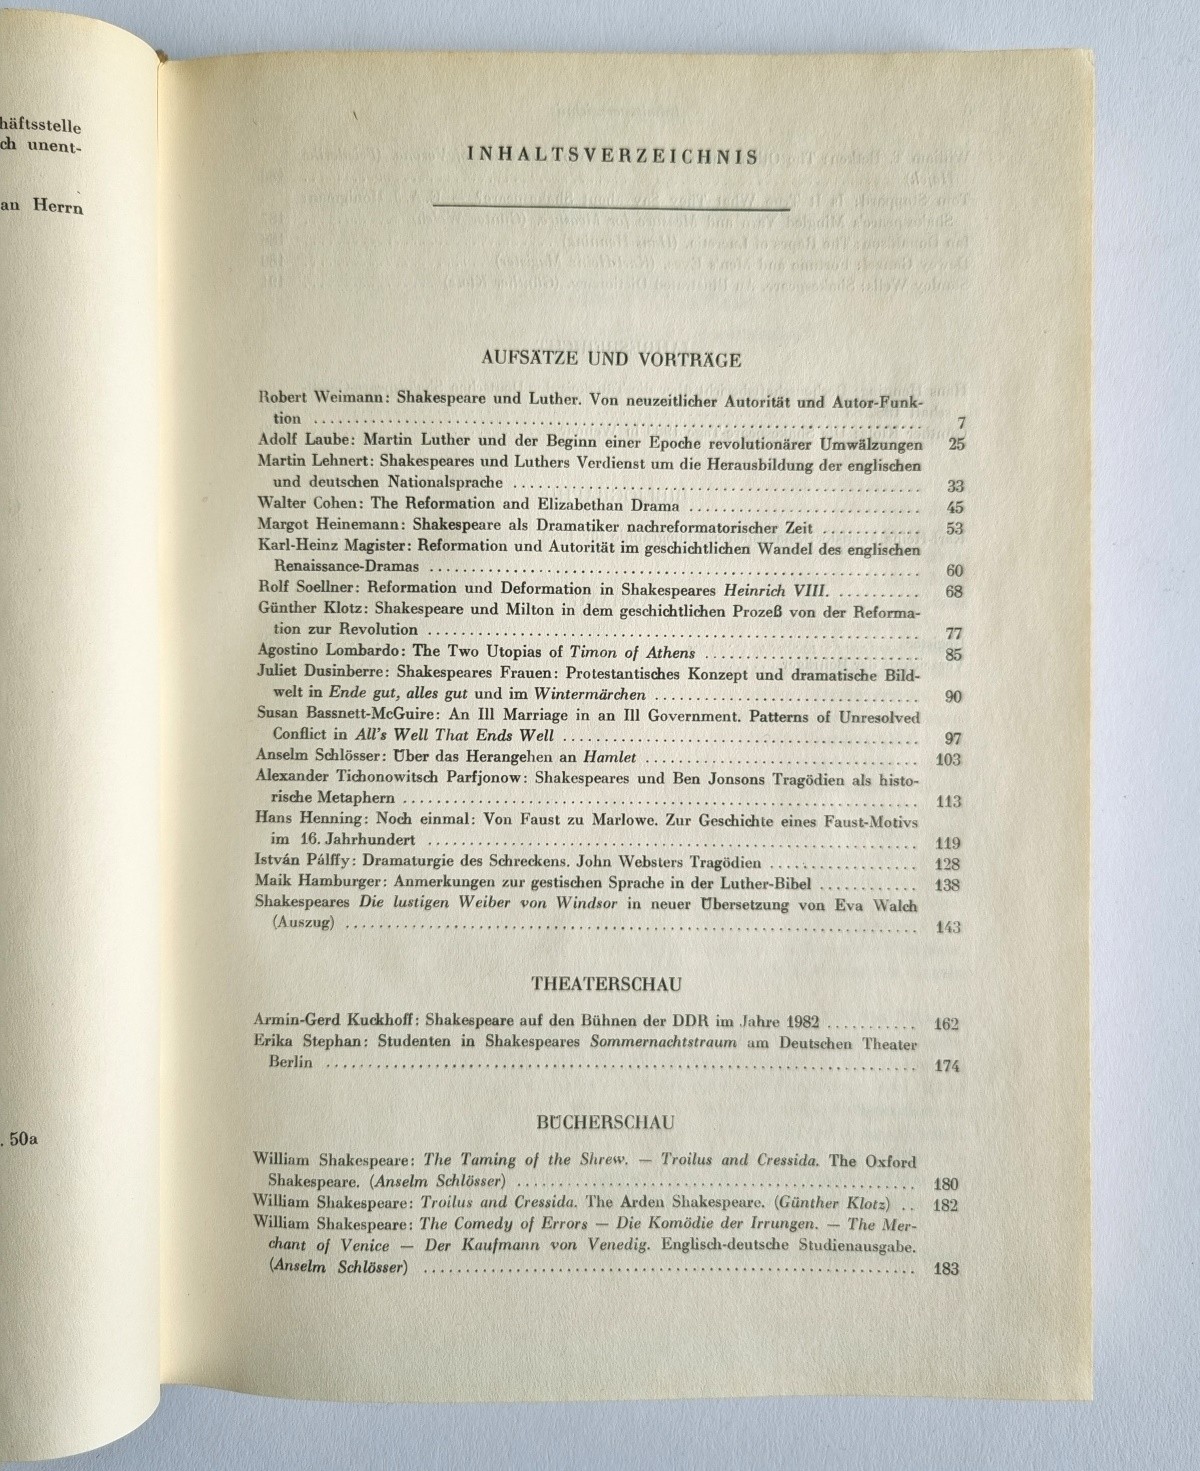 häftsstelle
ch unent-
an Herrn
. 50a
INHALTSVERZEICHNIS
AUFSÄTZE UND VORTRÄGE
Robert Weimann: Shakespeare und Luther. Von neuzeitlicher Autorität und Autor-Funk-
tion ........ 7
Adolf Laube: Martin Luther und der Beginn einer Epoche revolutionärer Umwälzungen 25
Martin Lehnert: Shakespeares und Luthers Verdienst um die Herausbildung der englischen
und deutschen Nationalsprache ........ 33
Walter Cohen: The Reformation and Elizabethan Drama ........ 45
Margot Heinemann: Shakespeare als Dramatiker nachreformatorischer Zeit ........ 53
Karl-Heinz Magister: Reformation und Autorität im geschichtlichen Wandel des englischen
Renaissance-Dramas ........ 60
Rolf Soellner: Reformation und Deformation in Shakespeares Heinrich VIII. ........ 68
Günther Klotz: Shakespeare und Milton in dem geschichtlichen Prozeß von der Reforma-
tion zur Revolution ........ 77
Agostino Lombardo: The Two Utopias of Timon of Athens ........ 85
Juliet Dusinberre: Shakespeares Frauen: Protestantisches Konzept und dramatische Bild-
welt in Ende gut, alles gut und im Wintermärchen ........ 90
Susan Bassnett-McGuire: An Ill Marriage in an Ill Government. Patterns of Unresolved
Conflict in All's Well That Ends Well ........ 97
Anselm Schlösser: Über das Herangehen an Hamlet ........ 103
Alexander Tichonowitsch Parfjonow: Shakespeares und Ben Jonsons Tragödien als histo-
rische Metaphern ........ 113
Hans Henning: Noch einmal: Von Faust zu Marlowe. Zur Geschichte eines Faust-Motivs
im 16. Jahrhundert ........ 119
István Pálffy: Dramaturgie des Schreckens. John Websters Tragödien ........ 128
Maik Hamburger: Anmerkungen zur gestischen Sprache in der Luther-Bibel ........ 138
Shakespeares Die lustigen Weiber von Windsor in neuer Übersetzung von Eva Walch
(Auszug) ........ 143
THEATERSCHAU
Armin-Gerd Kuckhoff: Shakespeare auf den Bühnen der DDR im Jahre 1982 ........ 162
Erika Stephan: Studenten in Shakespeares Sommernachtstraum am Deutschen Theater
Berlin ........ 174
BÜCHERSCHAU
William Shakespeare: The Taming of the Shrew. — Troilus and Cressida. The Oxford
Shakespeare. (Anselm Schlösser) ........ 180
William Shakespeare: Troilus and Cressida. The Arden Shakespeare. (Günther Klotz) .. 182
William Shakespeare: The Comedy of Errors — Die Komödie der Irrungen. — The Mer-
chant of Venice — Der Kaufmann von Venedig. Englisch-deutsche Studienausgabe.
(Anselm Schlösser) ........ 183